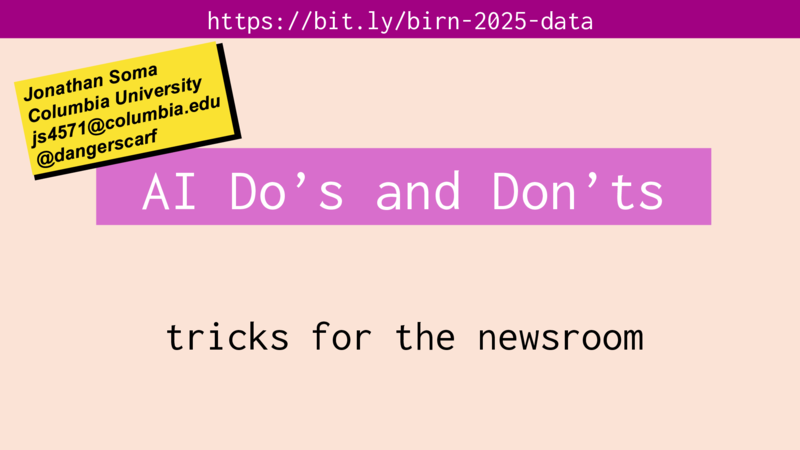 https://bit.ly/birn-2025-data
Jonathan Soma
Columbia University
js4571@columbia.edu
@dangerscarf
AI Do’s and Don’ts
tricks for the newsroom